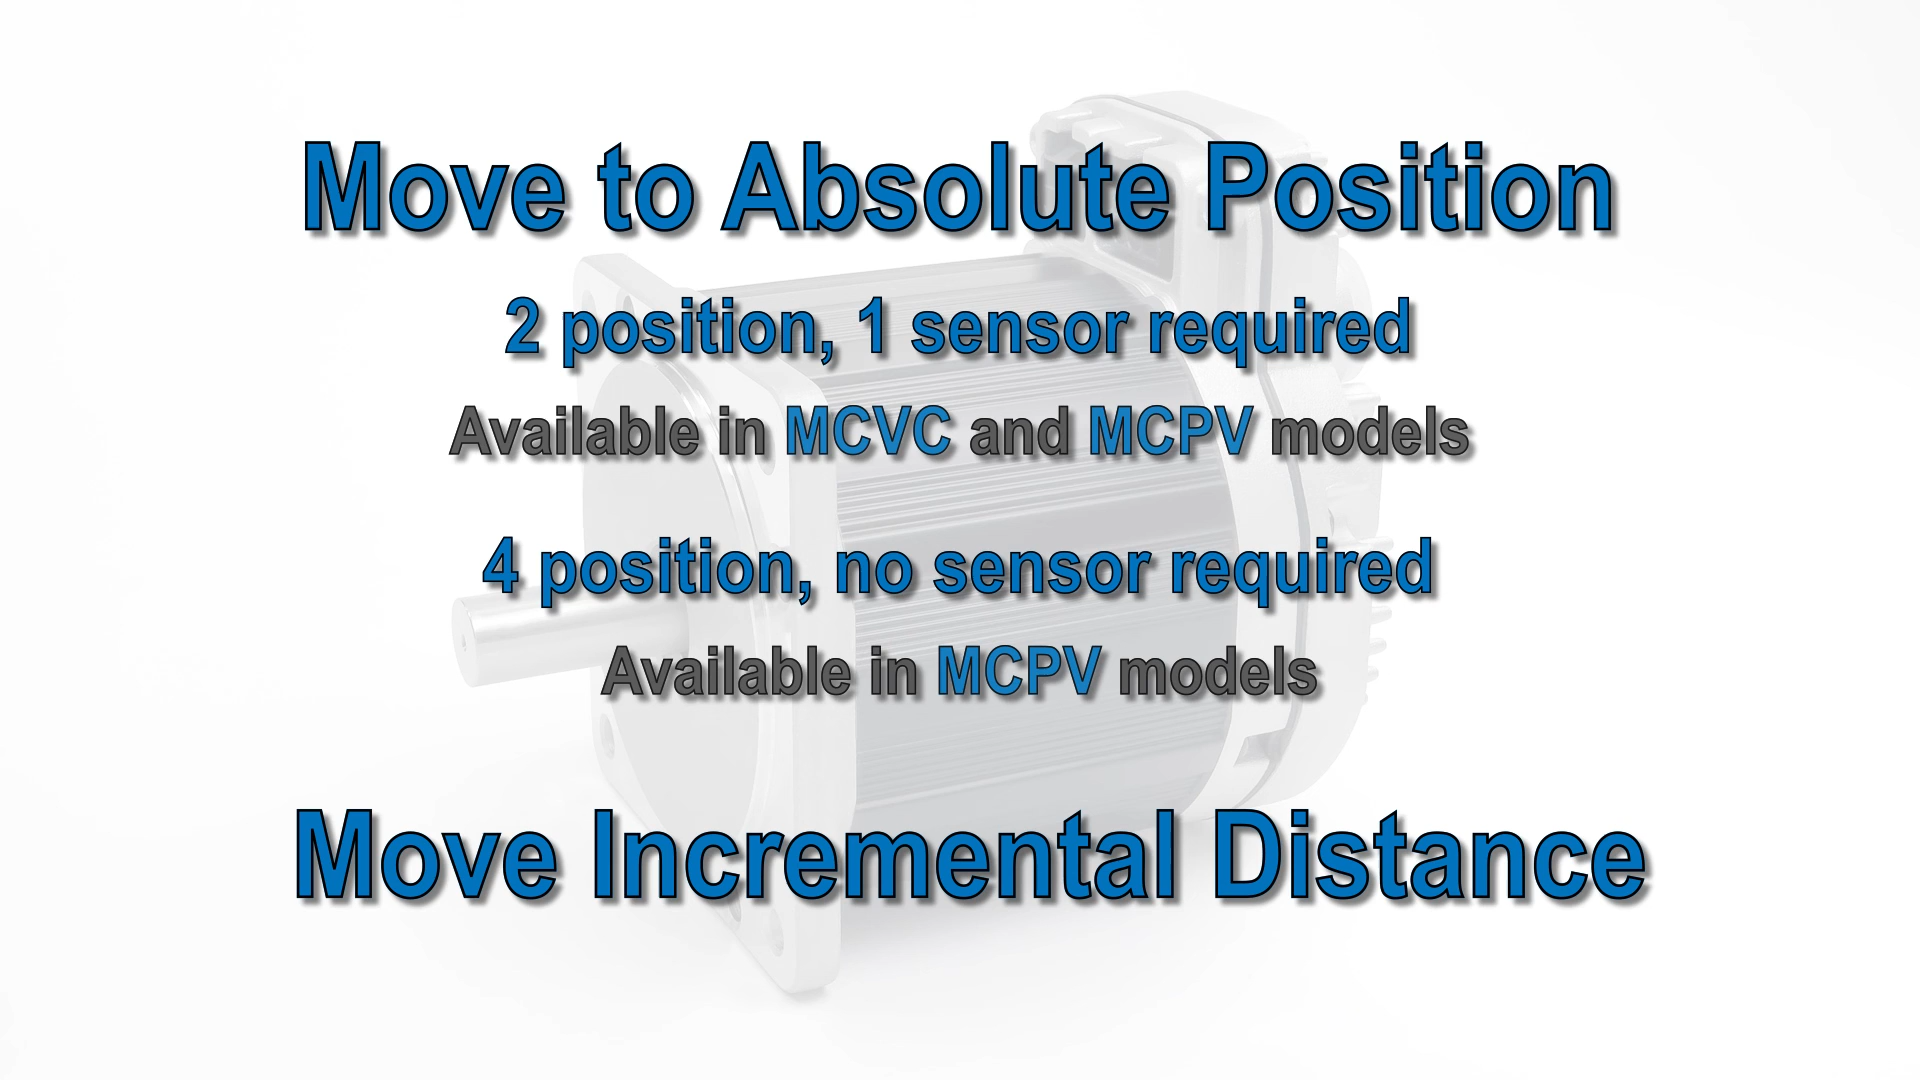 Move to Absolute Position
2 position, 1 sensor required
Available in MCVC and MCPV models
4 position, no sensor required
Available in MCPV models
Move Incremental Distance